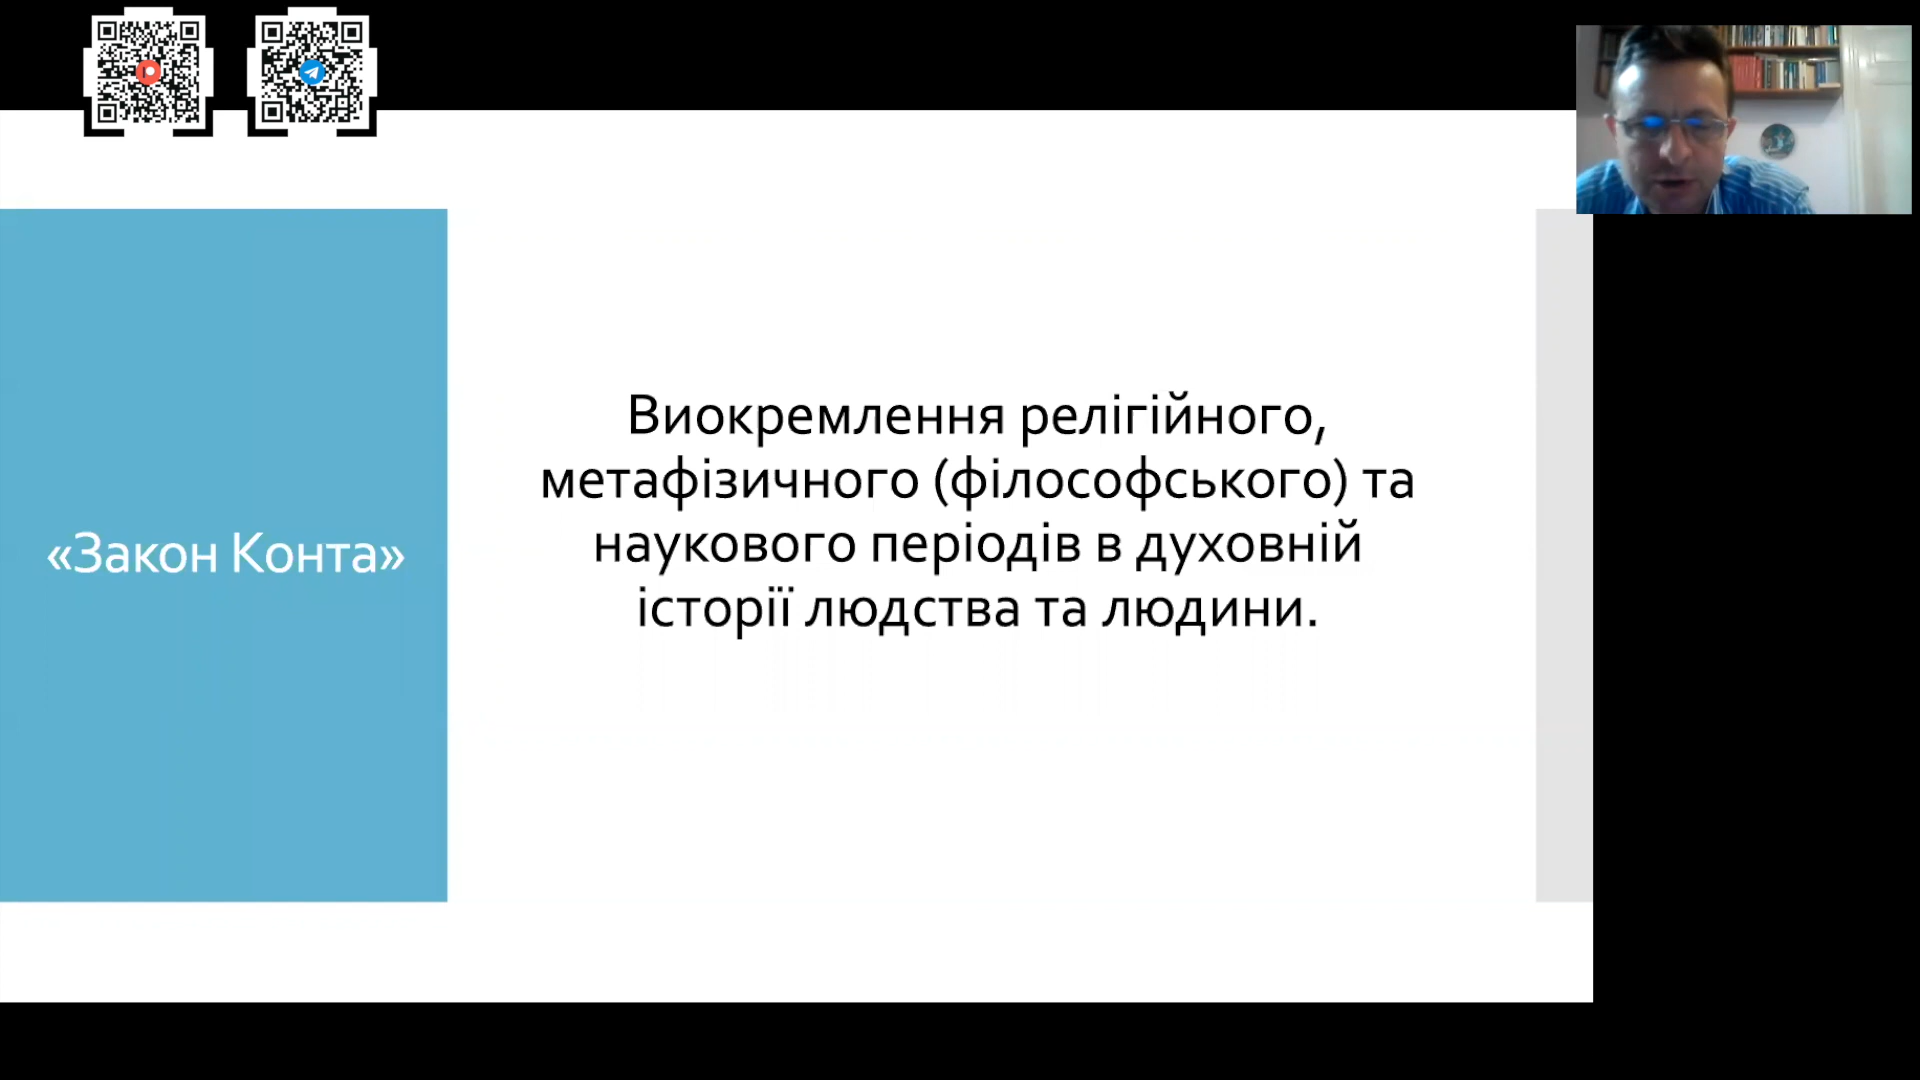 «Закон Конта»
Виокремлення релігійного,
метафізичного (філософського) та
наукового періодів в духовній
історії людства та людини.